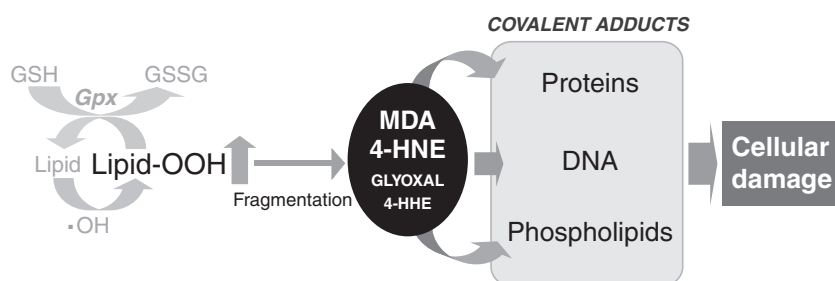 COVALENT ADDUCTS
GSH GSSG
Gpx
Lipid Lipid-OOH
·OH
Fragmentation
MDA
4-HNE
GLYOXAL
4-HHE
Proteins
DNA
Phospholipids
Cellular
damage